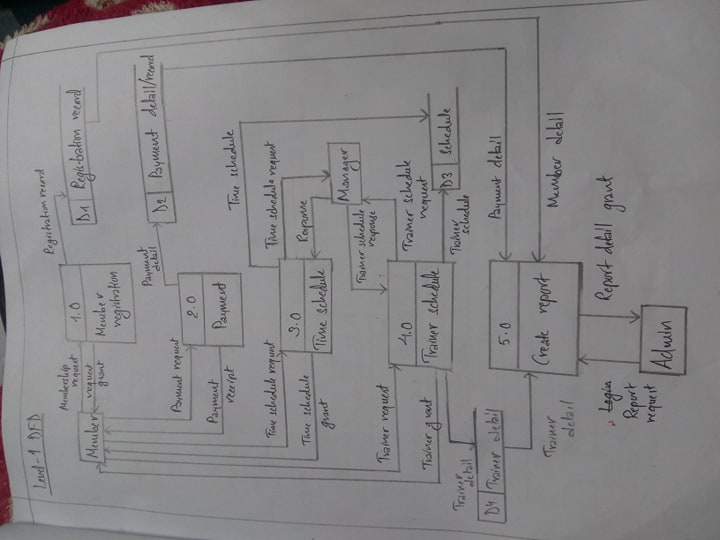 Level-1 DFD
Registration record
Membership
request
request
grant
Member
1.0
Member
registration
D1 Registration record
Payment
detail
D2 Payment detail/record
Payment request
2.0
Payment
Payment
receipt
Time schedule
Time schedule request
Time schedule request
3.0
Time schedule
Time schedule
grant
Response
Manager
Trainer schedule
response
Trainer request
4.0
Trainer schedule
Trainer schedule
request
Trainer grant
Trainer
schedule
D3 Schedule
Trainer
detail
D4 Trainer detail
5.0
Create report
Payment detail
Trainer
detail
Member detail
Login
Report
request
Report detail grant
Admin